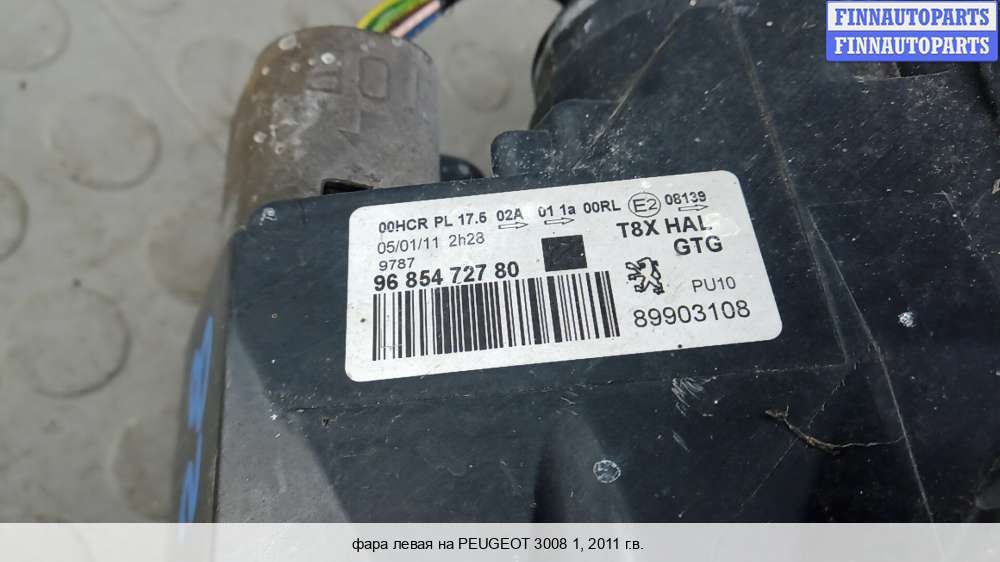 FINNAUTOPARTS
FINNAUTOPARTS
00HCR PL 17.5 02A 01 1a 00RL E2 08139
05/01/11 2h28
T8X HAL
9787
GTG
96 854 727 80
PU10
89903108
фара левая на PEUGEOT 3008 1, 2011 г.в.